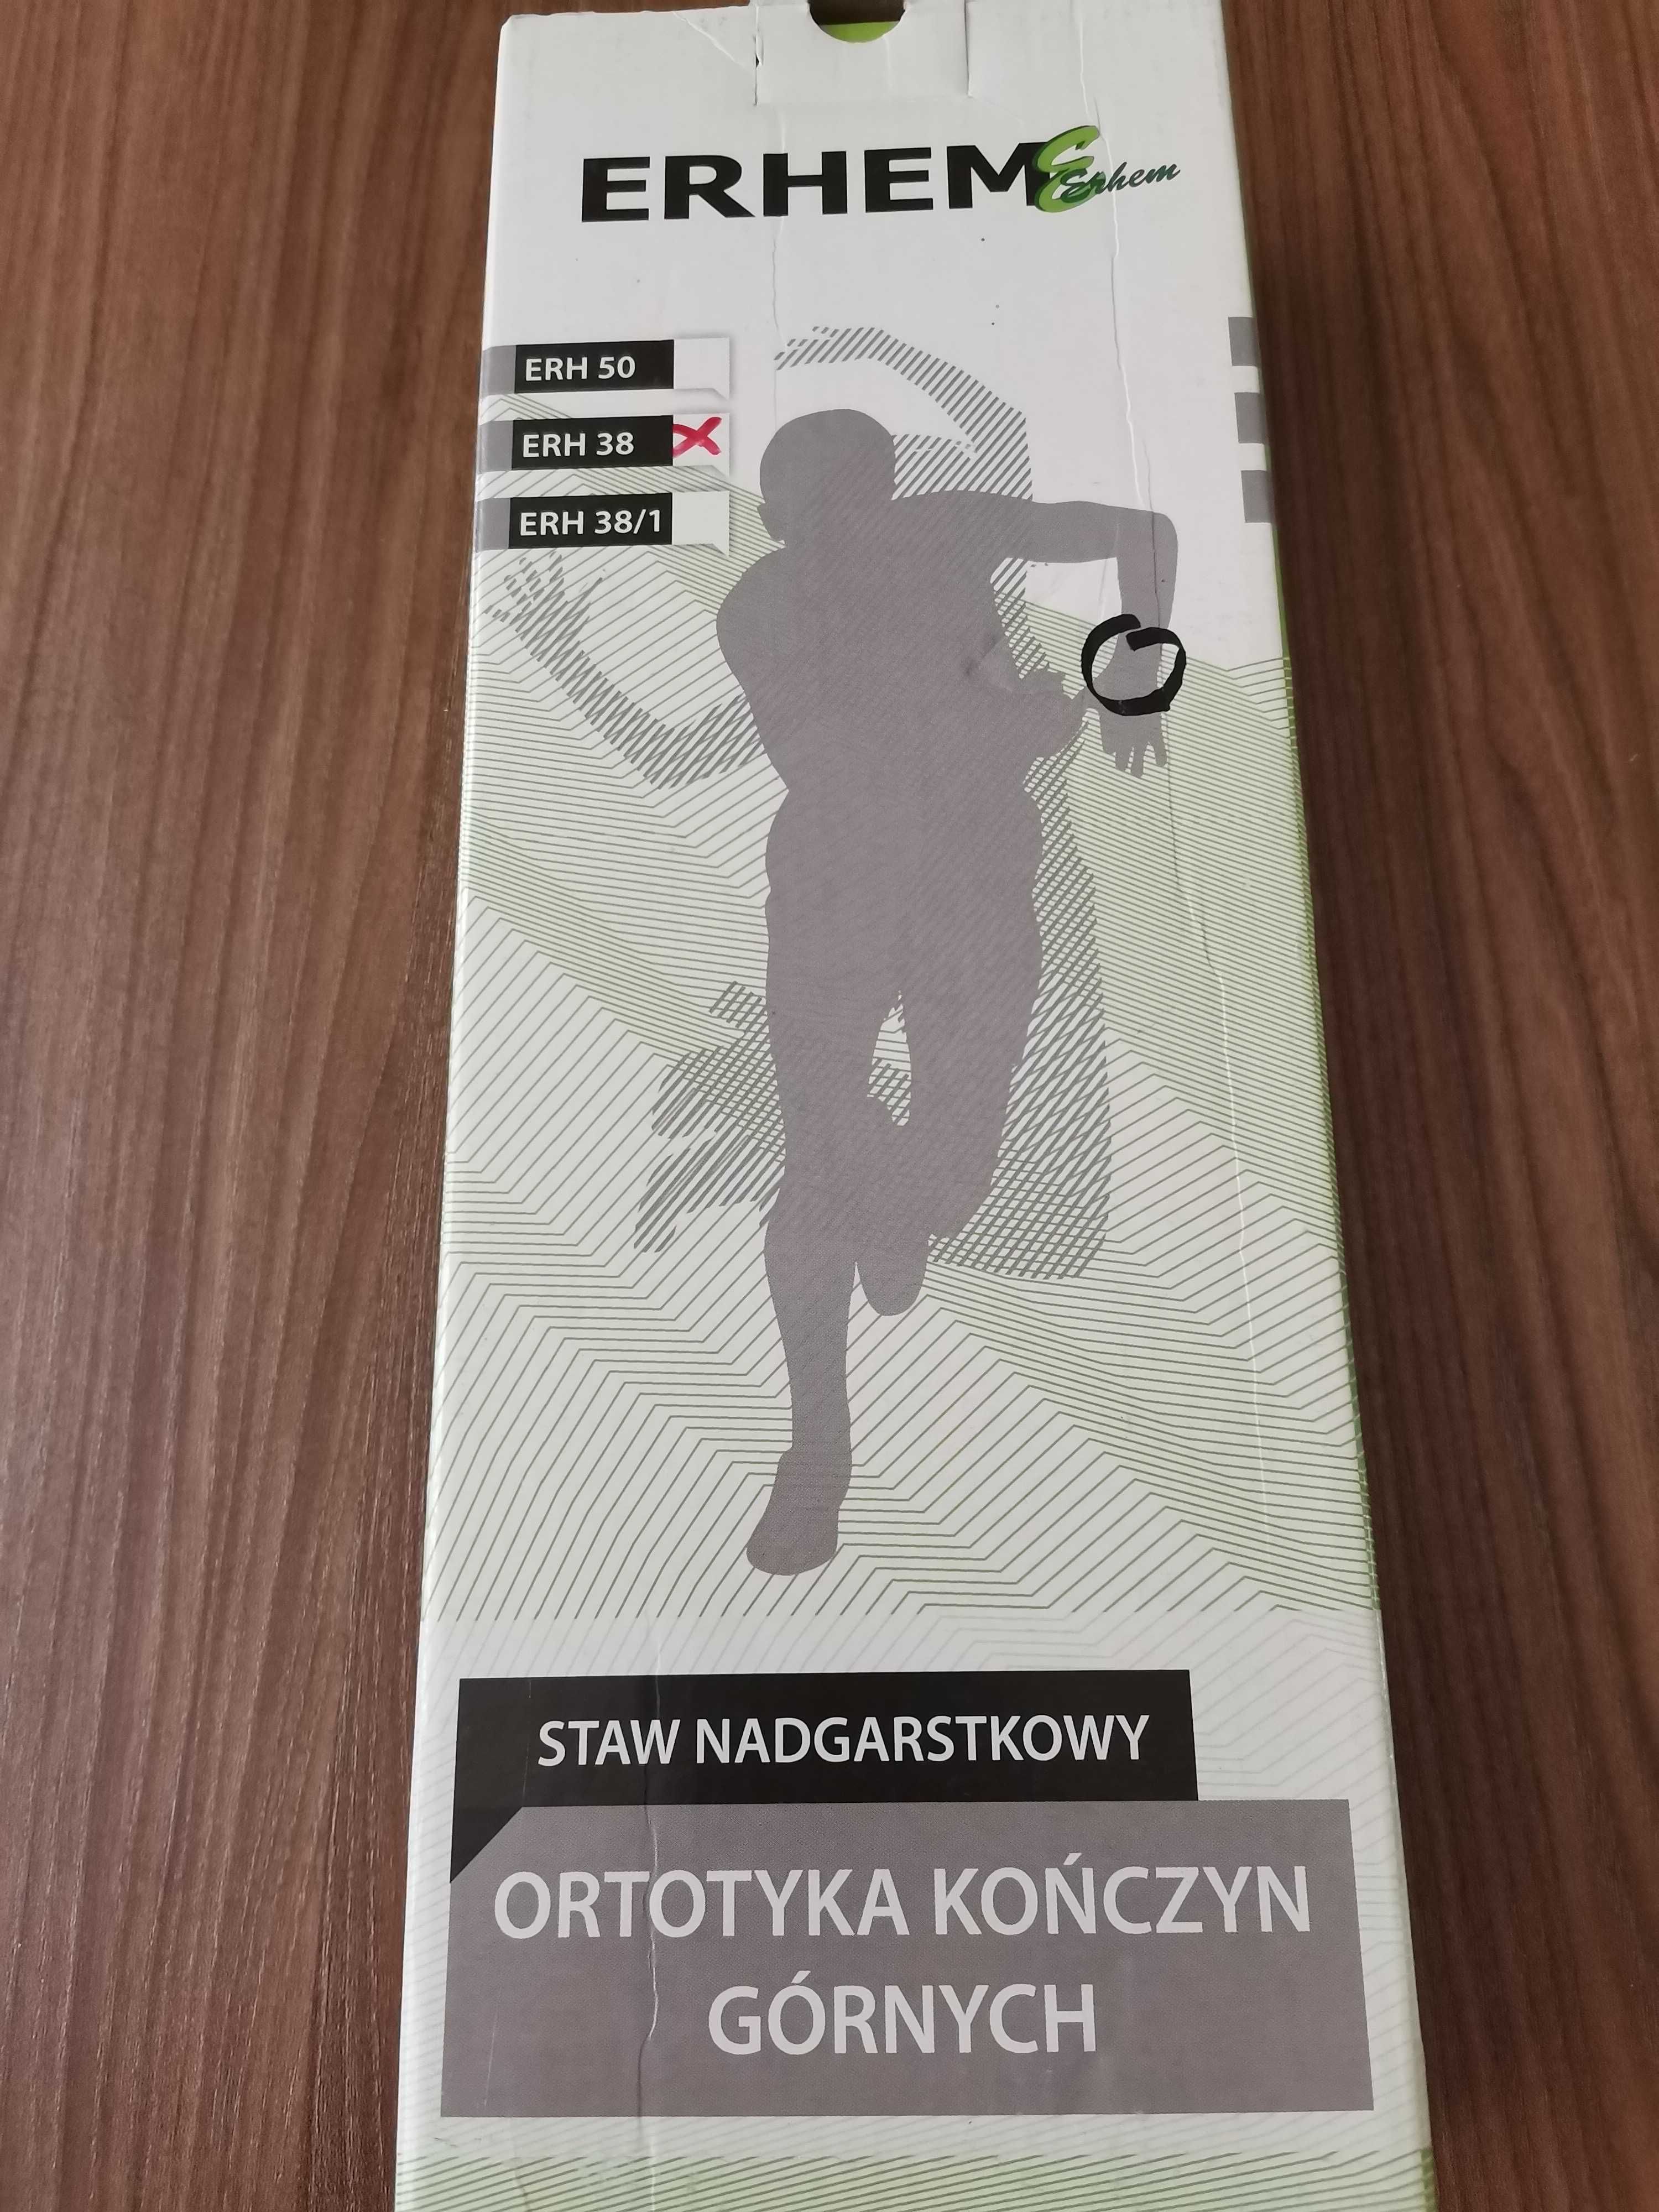 ERHEM
Erhem
ERH 50
ERH 38
ERH 38/1
STAW NADGARSTKOWY
ORTOTYKA KOŃCZYN
GÓRNYCH